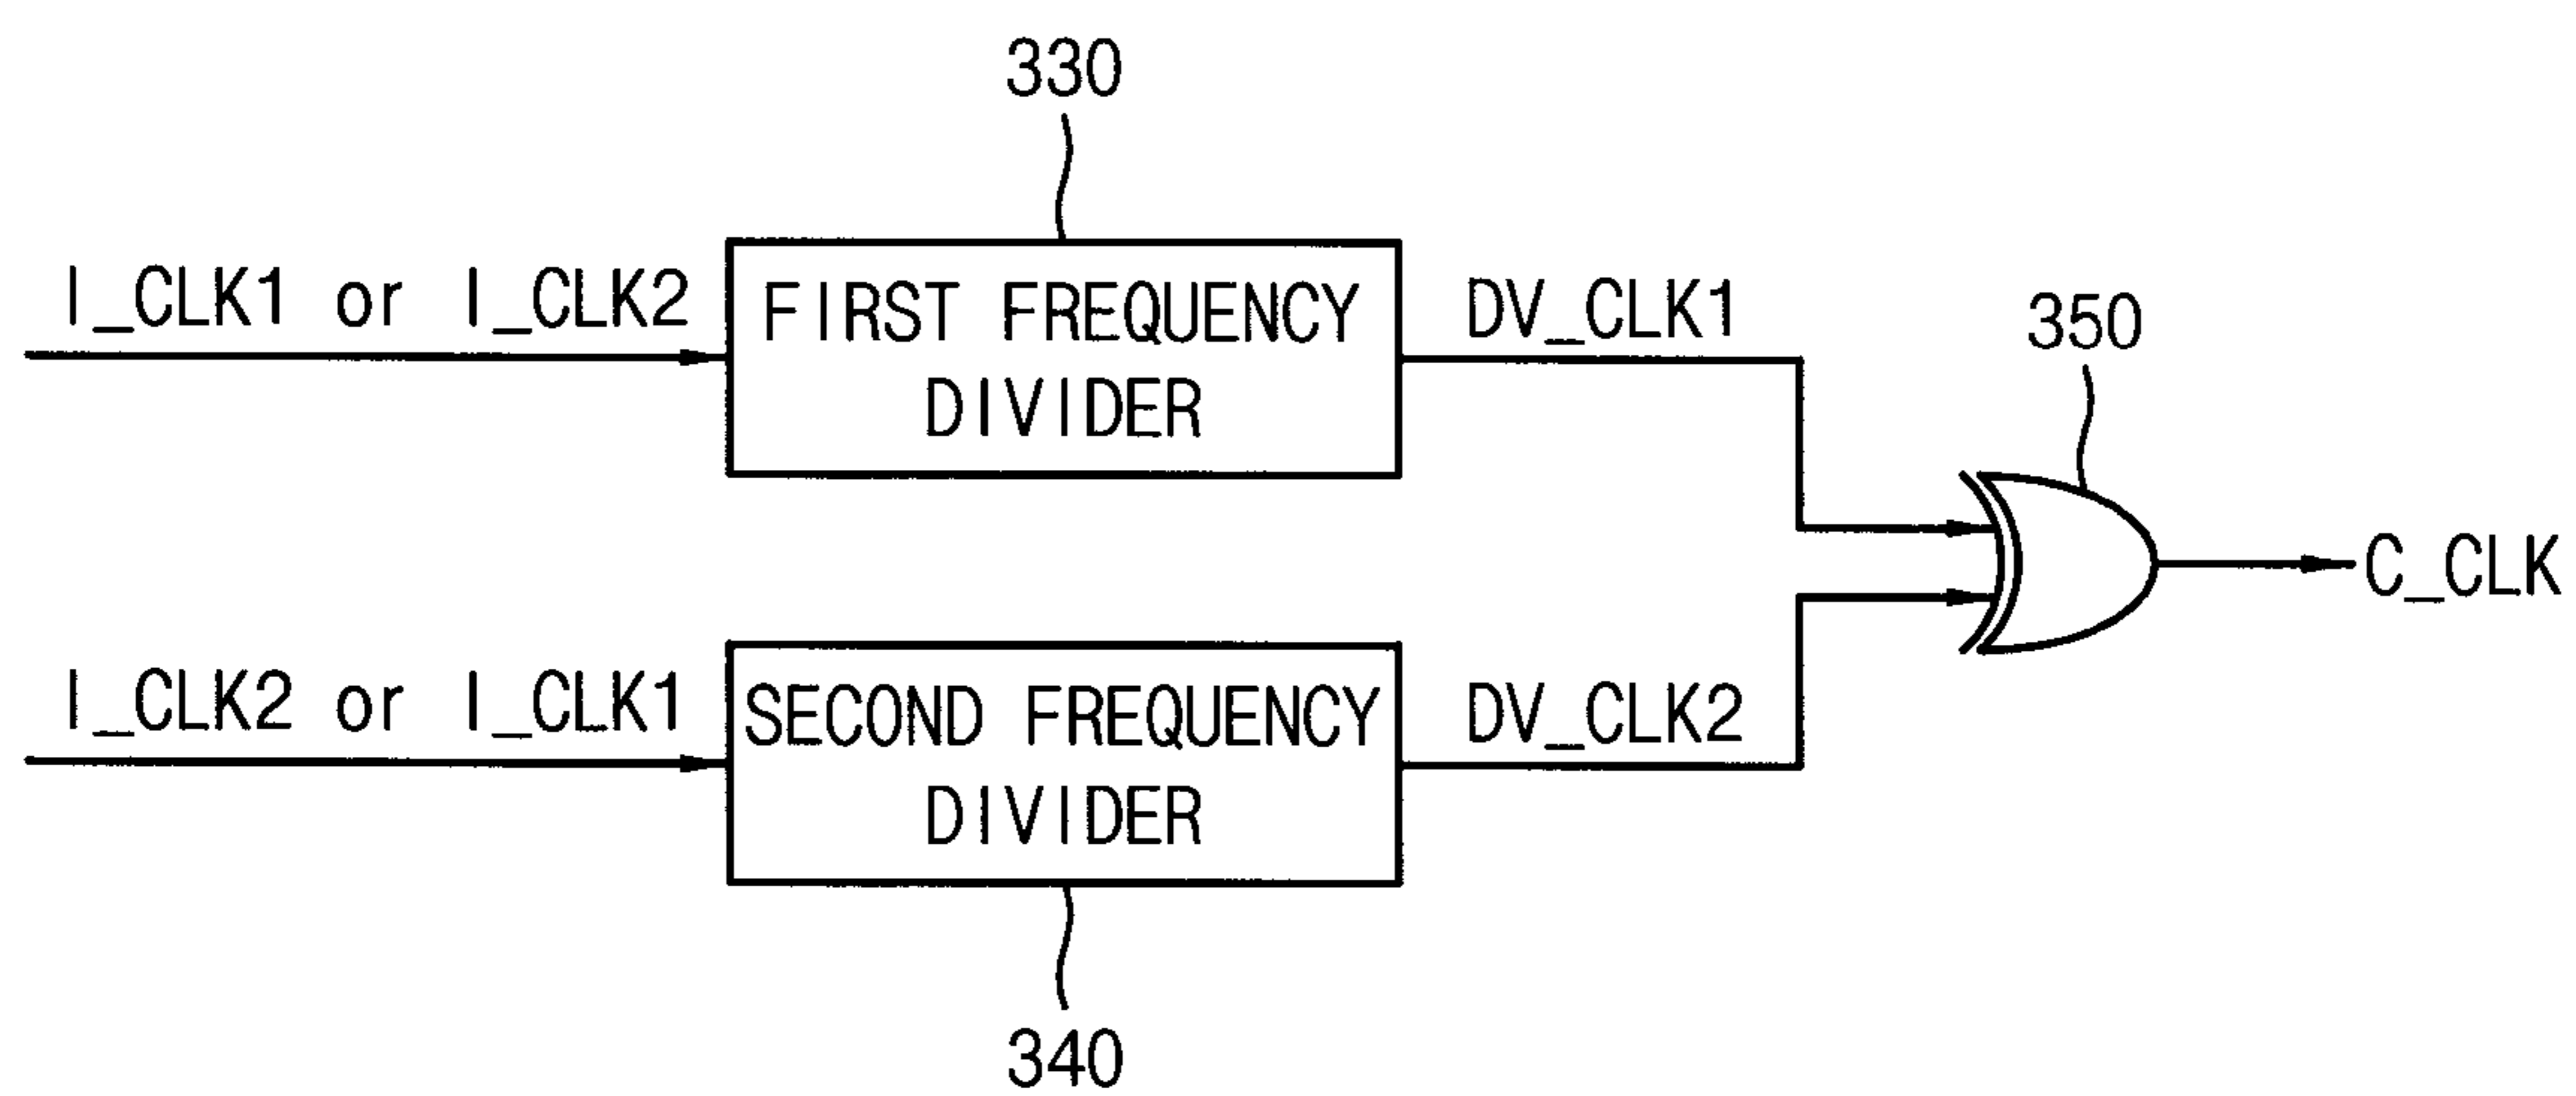 330
I_CLK1 or I_CLK2
FIRST FREQUENCY
DIVIDER
DV_CLK1
350
C_CLK
I_CLK2 or I_CLK1
SECOND FREQUENCY
DIVIDER
DV_CLK2
340